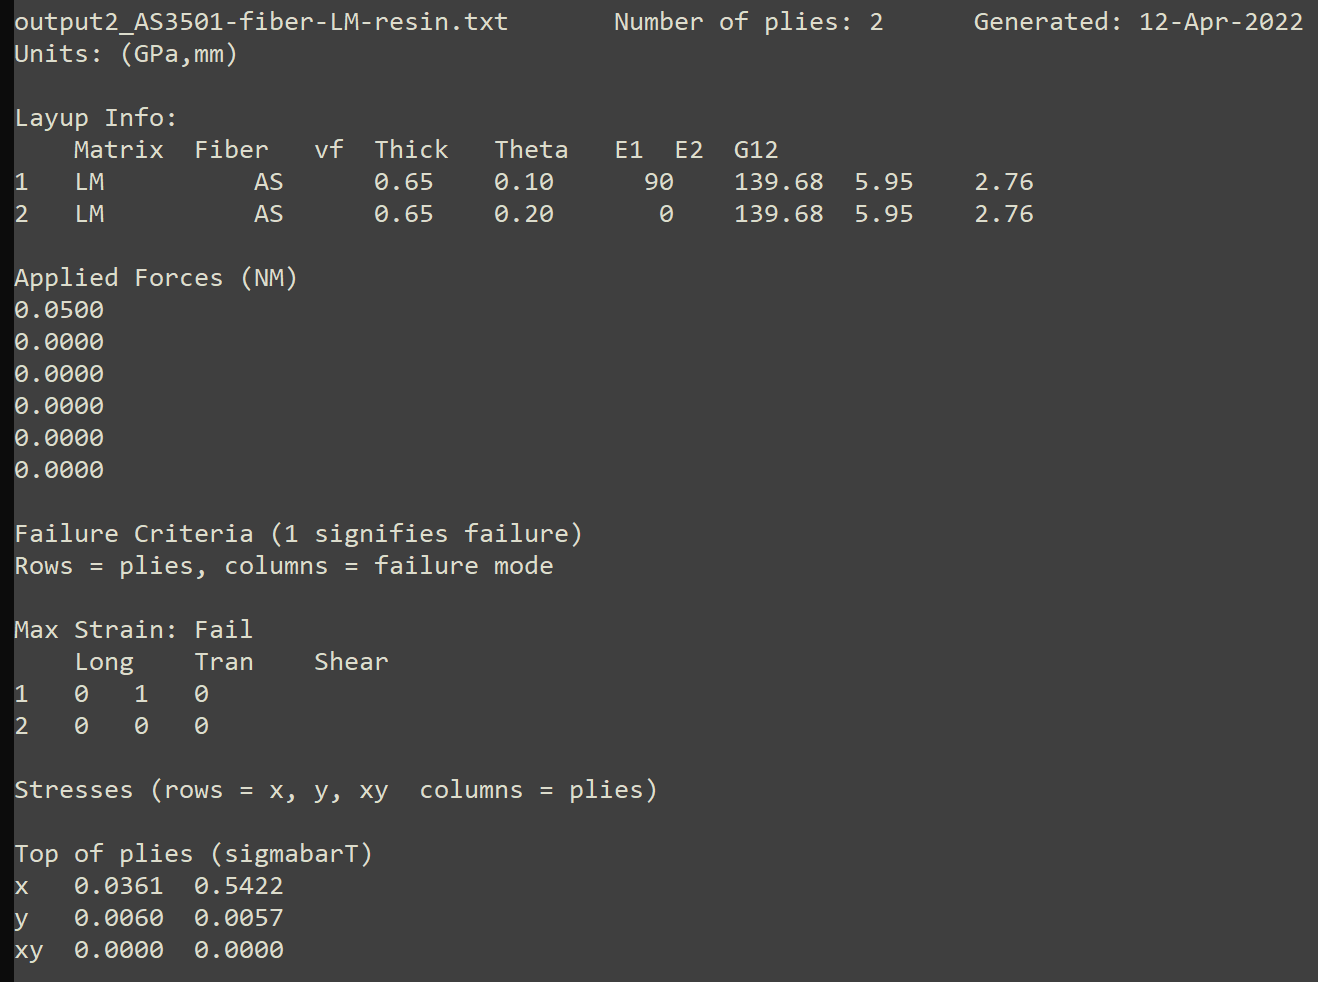 output2_AS3501-fiber-LM-resin.txt Number of plies: 2 Generated: 12-Apr-2022
Units: (GPa,mm)
Layup Info:
Matrix Fiber vf Thick Theta E1 E2 G12
1 LM AS 0.65 0.10 90 139.68 5.95 2.76
2 LM AS 0.65 0.20 0 139.68 5.95 2.76
Applied Forces (NM)
0.0500
0.0000
0.0000
0.0000
0.0000
0.0000
Failure Criteria (1 signifies failure)
Rows = plies, columns = failure mode
Max Strain: Fail
Long Tran Shear
1 0 1 0
2 0 0 0
Stresses (rows = x, y, xy columns = plies)
Top of plies (sigmabarT)
x 0.0361 0.5422
y 0.0060 0.0057
xy 0.0000 0.0000